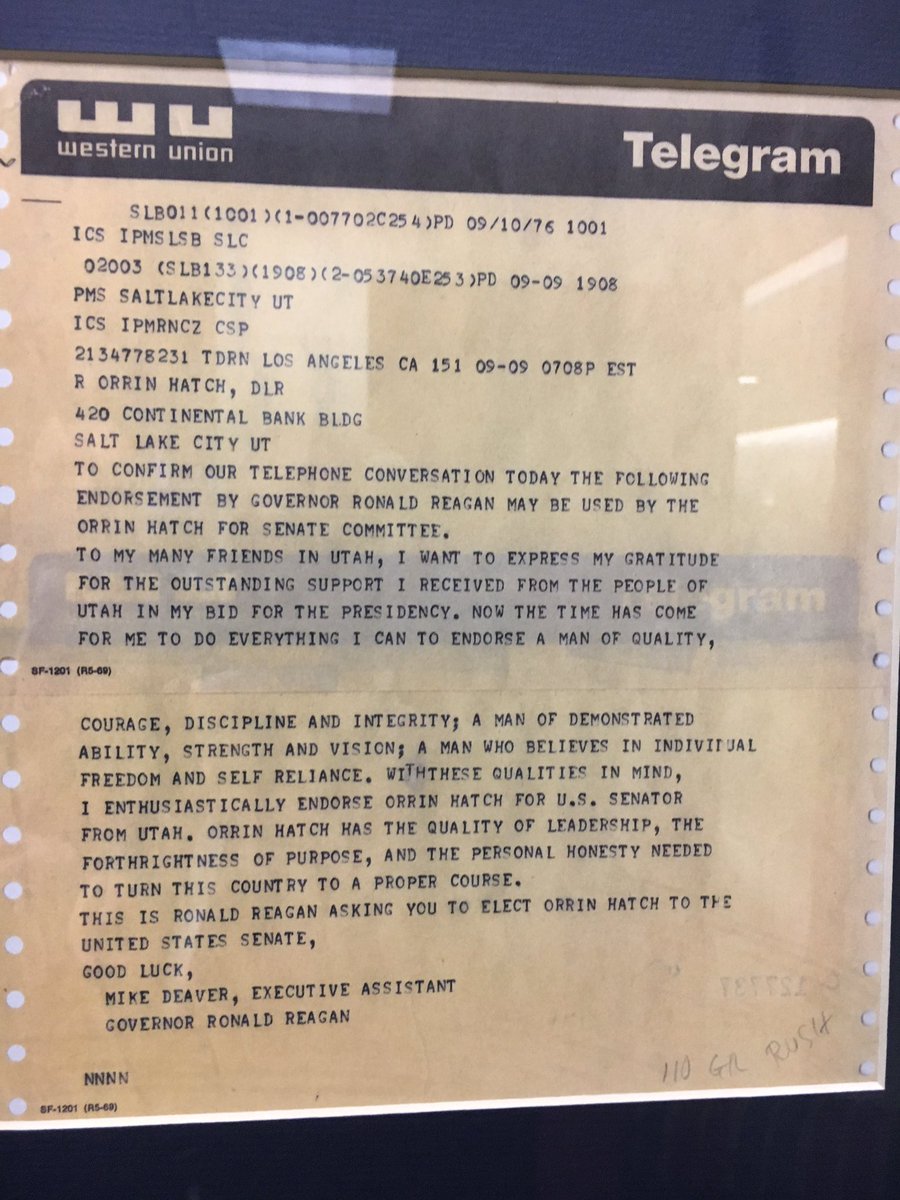 western union
Telegram
SLB011(1001)(1-007702C254)PD 09/10/76 1001
ICS IPMSLSB SLC
02003 (SLB133)(1908)(2-053740E253)PD 09-09 1908
PMS SALTLAKECITY UT
ICS IPMRNCZ CSP
2134778231 TDRN LOS ANGELES CA 151 09-09 0708P EST
R ORRIN HATCH, DLR
420 CONTINENTAL BANK BLDG
SALT LAKE CITY UT
TO CONFIRM OUR TELEPHONE CONVERSATION TODAY THE FOLLOWING
ENDORSEMENT BY GOVERNOR RONALD REAGAN MAY BE USED BY THE
ORRIN HATCH FOR SENATE COMMITTEE.
TO MY MANY FRIENDS IN UTAH, I WANT TO EXPRESS MY GRATITUDE
FOR THE OUTSTANDING SUPPORT I RECEIVED FROM THE PEOPLE OF
UTAH IN MY BID FOR THE PRESIDENCY. NOW THE TIME HAS COME
FOR ME TO DO EVERYTHING I CAN TO ENDORSE A MAN OF QUALITY,
SF-1201 (R5-69)
COURAGE, DISCIPLINE AND INTEGRITY; A MAN OF DEMONSTRATED
ABILITY, STRENGTH AND VISION; A MAN WHO BELIEVES IN INDIVIDUAL
FREEDOM AND SELF RELIANCE. WITHTHESE QUALITIES IN MIND,
I ENTHUSIASTICALLY ENDORSE ORRIN HATCH FOR U.S. SENATOR
FROM UTAH. ORRIN HATCH HAS THE QUALITY OF LEADERSHIP, THE
FORTHRIGHTNESS OF PURPOSE, AND THE PERSONAL HONESTY NEEDED
TO TURN THIS COUNTRY TO A PROPER COURSE.
THIS IS RONALD REAGAN ASKING YOU TO ELECT ORRIN HATCH TO THE
UNITED STATES SENATE,
GOOD LUCK,
MIKE DEAVER, EXECUTIVE ASSISTANT
GOVERNOR RONALD REAGAN
110 GR RUSH
NNNN
SF-1201 (R5-69)